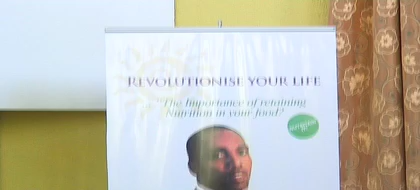 REVOLUTIONISE YOUR LIFE
"The Importance of retaining
Nutrition in your food"